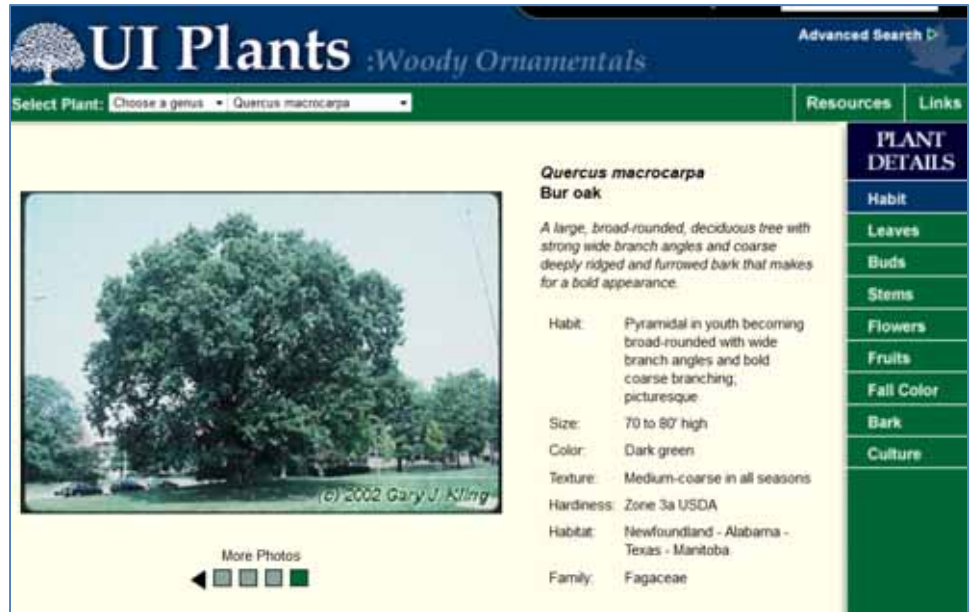 Advanced Search
UI Plants :Woody Ornamentals
Select Plant: Choose a genus Quercus macrocarpa
Resources Links
PLANT
DETAILS
Habit
Leaves
Buds
Stems
Flowers
Fruits
Fall Color
Bark
Culture
Quercus macrocarpa
Bur oak
A large, broad-rounded, deciduous tree with
strong wide branch angles and coarse
deeply ridged and furrowed bark that makes
for a bold appearance.
Habit: Pyramidal in youth becoming
broad-rounded with wide
branch angles and bold
coarse branching;
picturesque
Size: 70 to 80' high
Color: Dark green
Texture: Medium-coarse in all seasons
Hardiness: Zone 3a USDA
Habitat: Newfoundland - Alabama -
Texas - Manitoba
Family: Fagaceae
(c) 2002 Gary J. Kling
More Photos